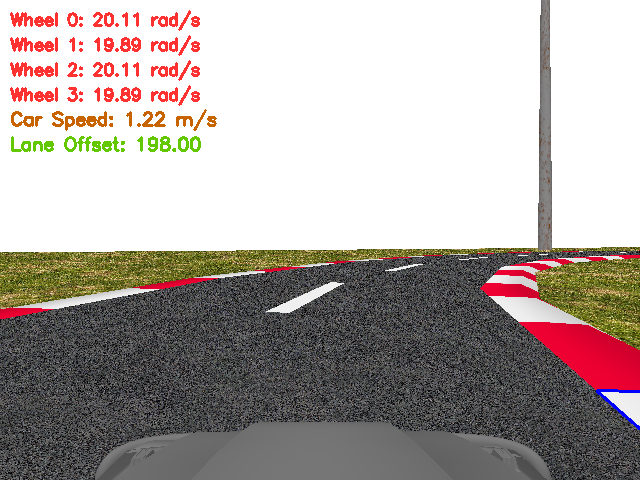 Wheel 0: 20.11 rad/s
Wheel 1: 19.89 rad/s
Wheel 2: 20.11 rad/s
Wheel 3: 19.89 rad/s
Car Speed: 1.22 m/s
Lane Offset: 198.00